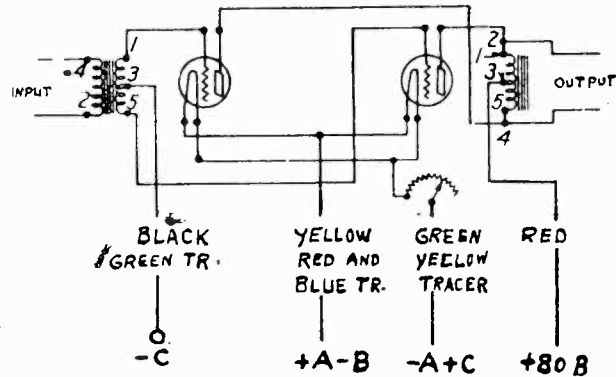 1
4
3
2
5
INPUT
2
1
3
5
4
OUTPUT
BLACK
GREEN TR.
YELLOW
RED AND
BLUE TR.
GREEN
YELLOW
TRACER
RED
-C
+A-B
-A+C
+80B